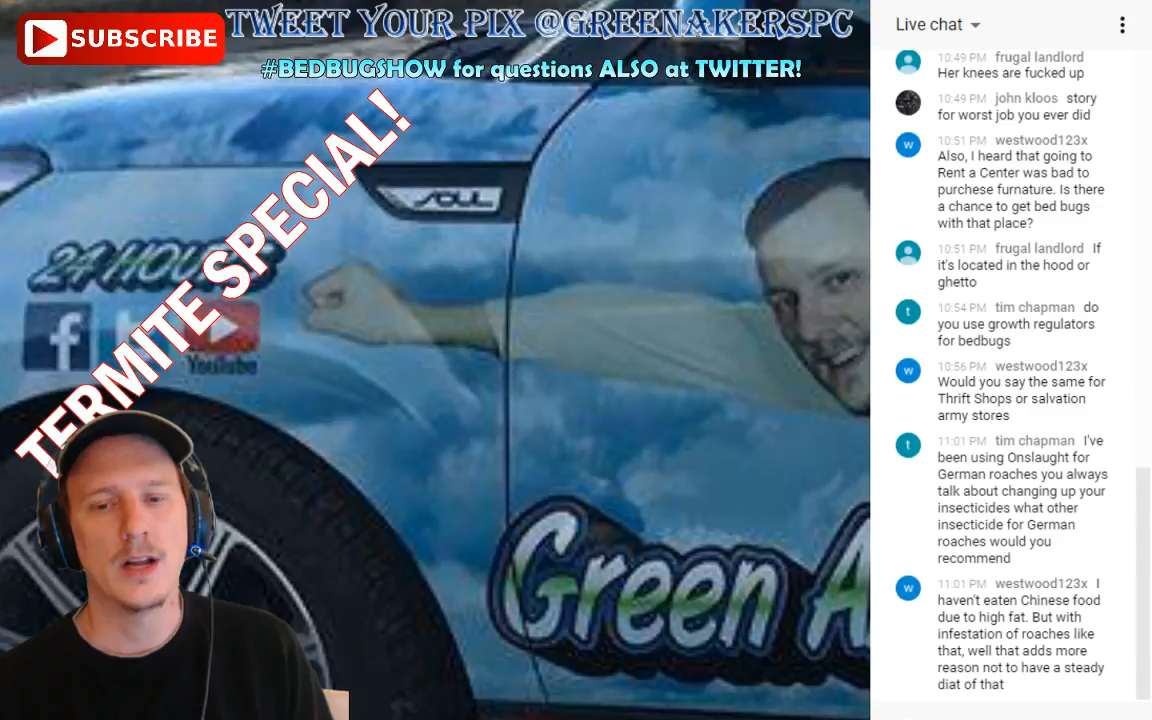 SUBSCRIBE
TWEET YOUR PIX @GREENAKERSPC
#BEDBUGSHOW for questions ALSO at TWITTER!
TERMITE SPECIAL!
SOUL
24 HOURS
f
YouTube
Green A
Live chat
10:49 PM frugal landlord
Her knees are fucked up
10:49 PM john kloos story
for worst job you ever did
w
10:51 PM westwood123x
Also, I heard that going to
Rent a Center was bad to
purchese furnature. Is there
a chance to get bed bugs
with that place?
10:51 PM frugal landlord If
it's located in the hood or
ghetto
t
10:54 PM tim chapman do
you use growth regulators
for bedbugs
w
10:56 PM westwood123x
Would you say the same for
Thrift Shops or salvation
army stores
t
11:01 PM tim chapman I've
been using Onslaught for
German roaches you always
talk about changing up your
insecticides what other
insecticide for German
roaches would you
recommend
w
11:01 PM westwood123x I
haven't eaten Chinese food
due to high fat. But with
infestation of roaches like
that, well that adds more
reason not to have a steady
diat of that